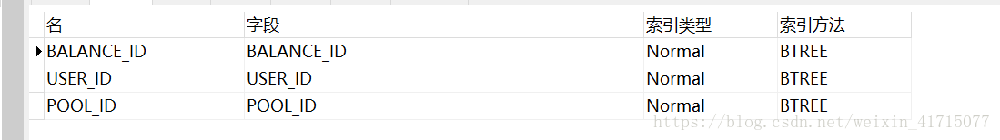 名 字段 索引类型 索引方法
BALANCE_ID BALANCE_ID Normal BTREE
USER_ID USER_ID Normal BTREE
POOL_ID POOL_ID Normal BTREE
https://blog.csdn.net/weixin_41715077